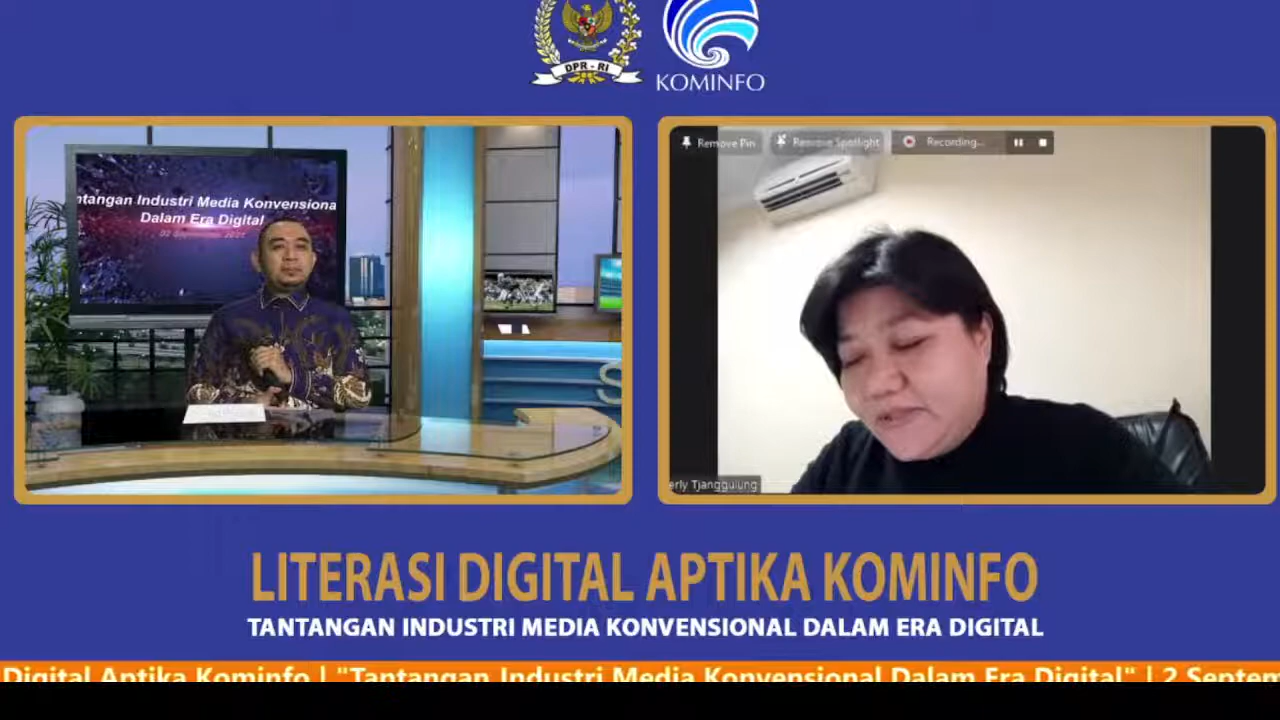 DPR - RI
KOMINFO
ntangan Industri Media Konvensiona
Dalam Era Digital
Remove Pin
Remove Spotlight
Recording...
erly Tjanggulung
LITERASI DIGITAL APTIKA KOMINFO
TANTANGAN INDUSTRI MEDIA KONVENSIONAL DALAM ERA DIGITAL
Digital Aptika Kominfo | "Tantangan Industri Media Konvensional Dalam Era Digital" | 2 Septem